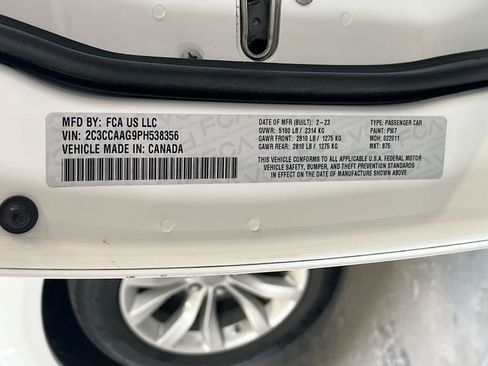 MFD BY: FCA US LLC
VIN: 2C3CCAAG9PH538356
VEHICLE MADE IN: CANADA
DATE OF MFR (BUILT): 2-23
GVWR: 5100 LB / 2314 KG
GAWR FRONT: 2810 LB / 1275 KG
GAWR REAR: 2810 LB / 1275 KG
TYPE: PASSENGER CAR
PAINT: PW7
MDH: 022011
MKT: 875
THIS VEHICLE CONFORMS TO ALL APPLICABLE U.S.A. FEDERAL MOTOR
VEHICLE SAFETY, BUMPER, AND THEFT PREVENTION STANDARDS
IN EFFECT ON THE DATE OF MANUFACTURE SHOWN ABOVE